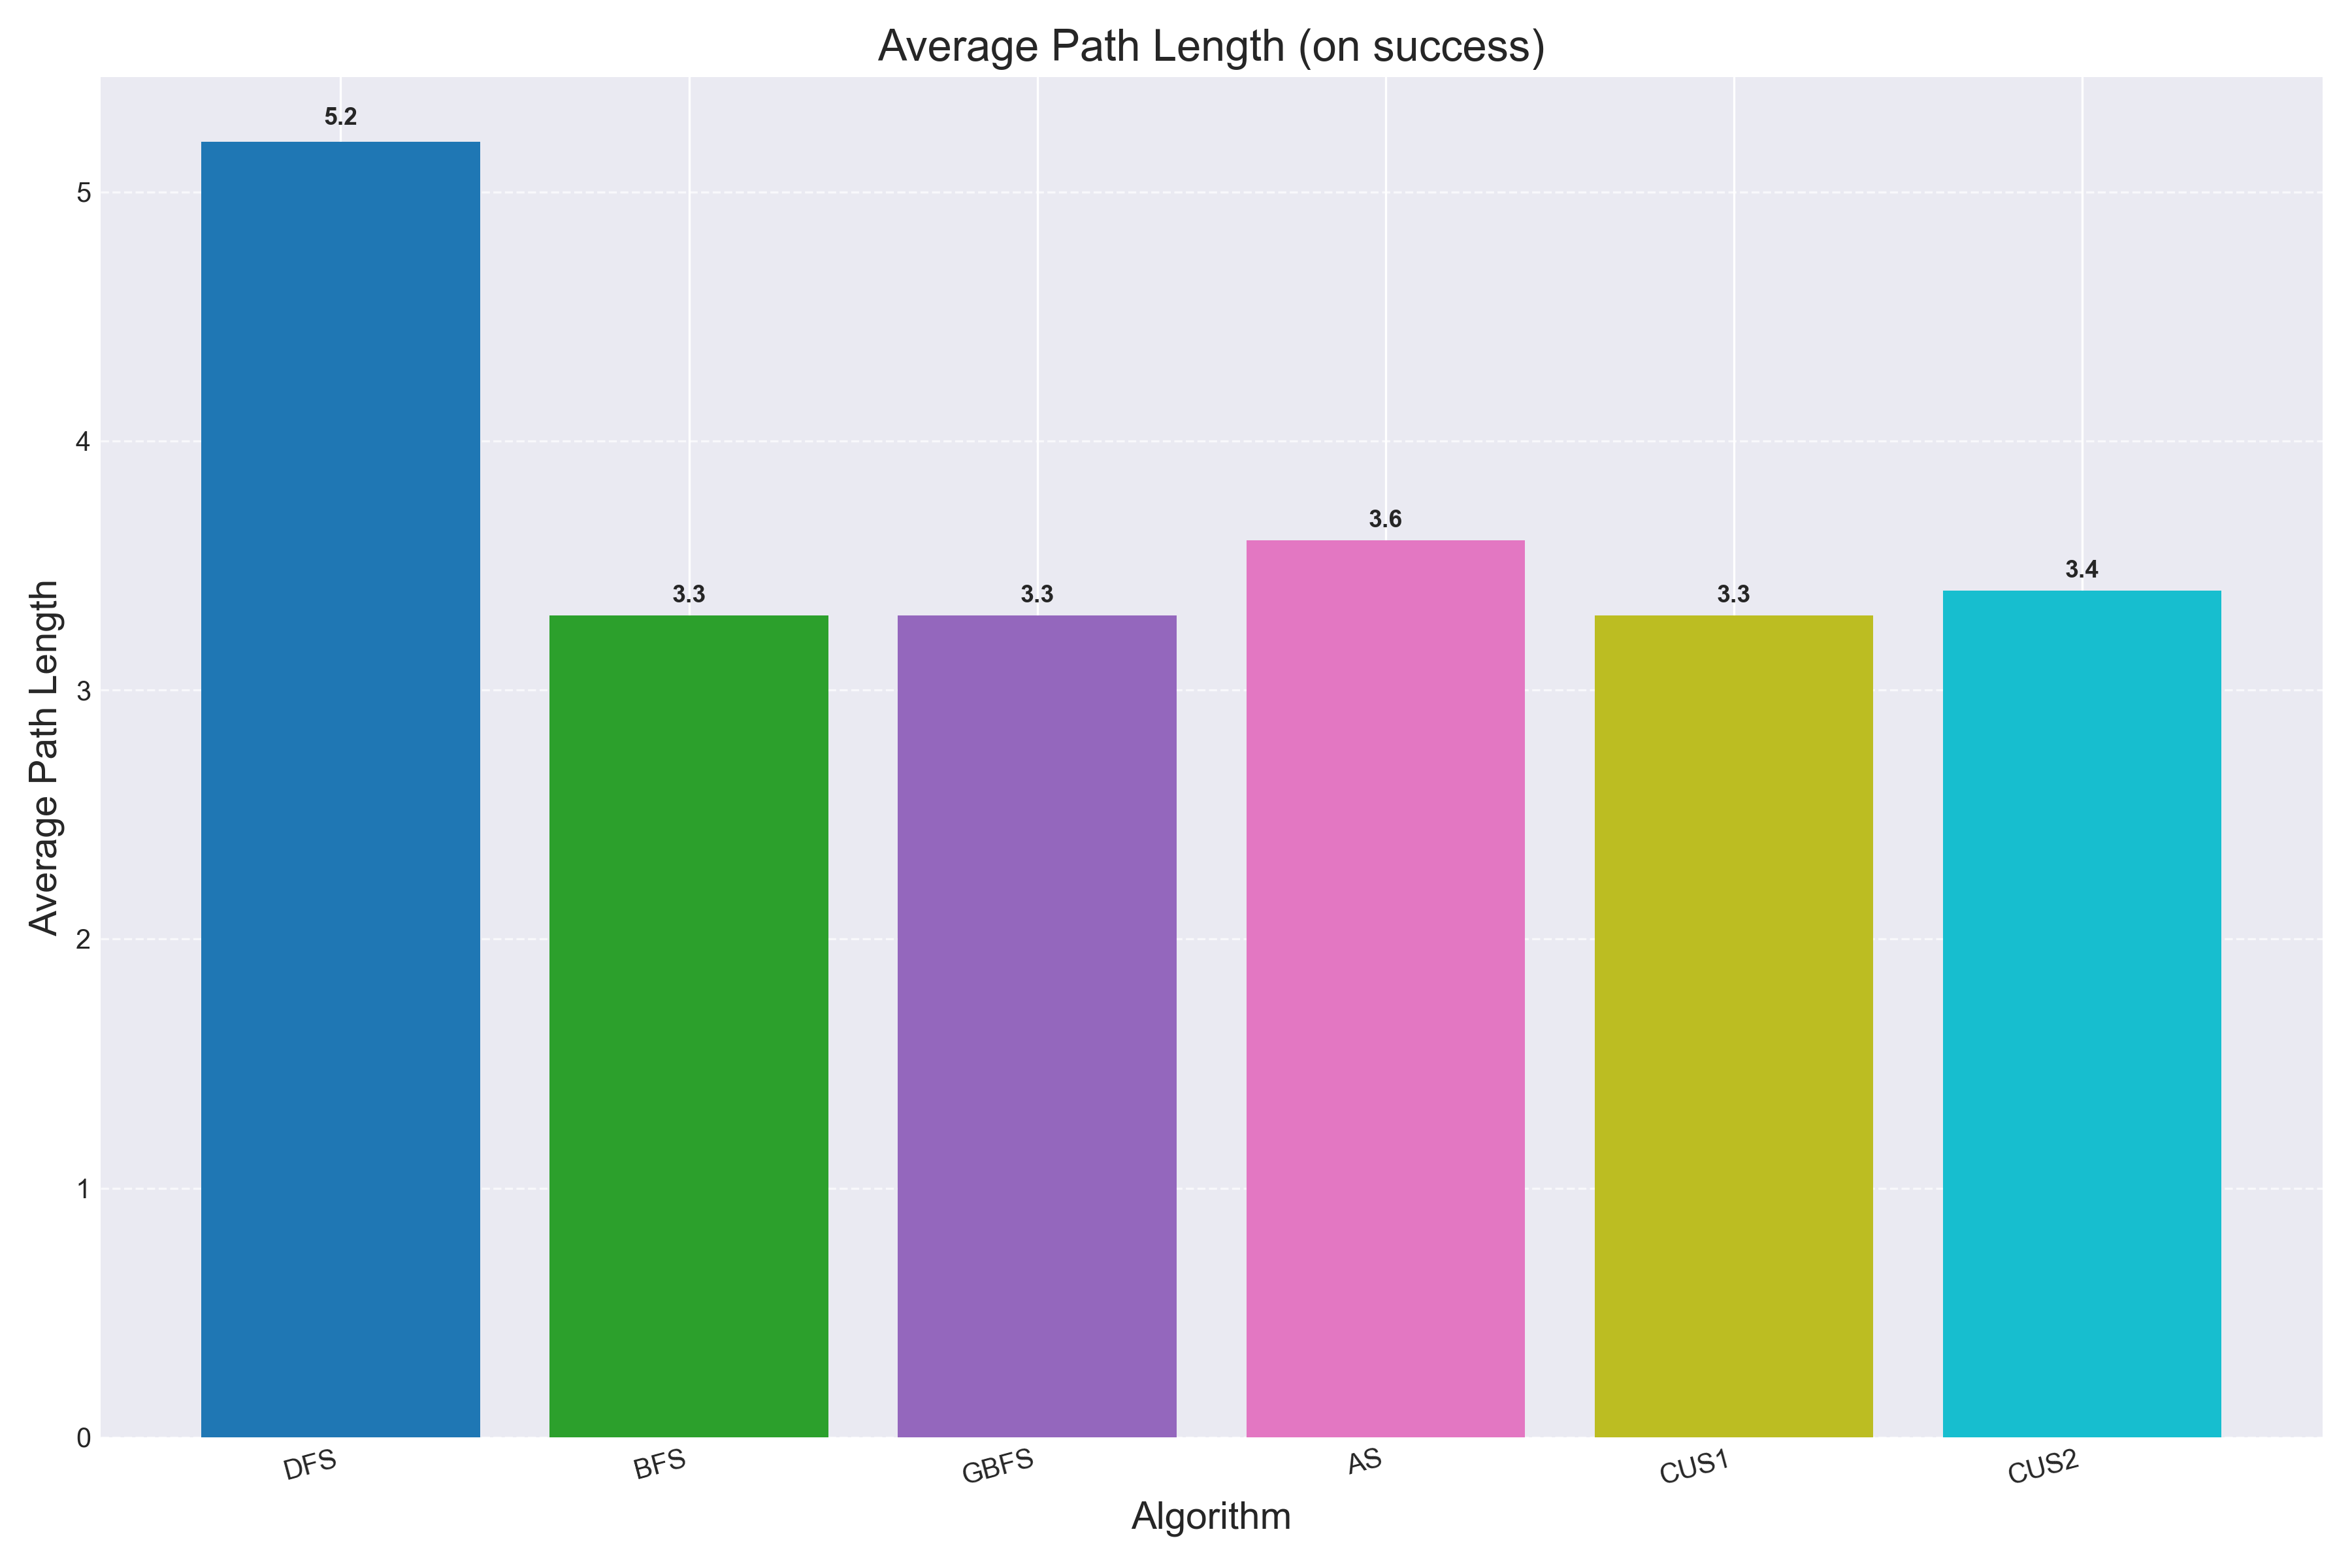 Average Path Length (on success)
Average Path Length
5
4
3
2
1
0
5.2
3.3
3.3
3.6
3.3
3.4
DFS
BFS
GBFS
AS
CUS1
CUS2
Algorithm